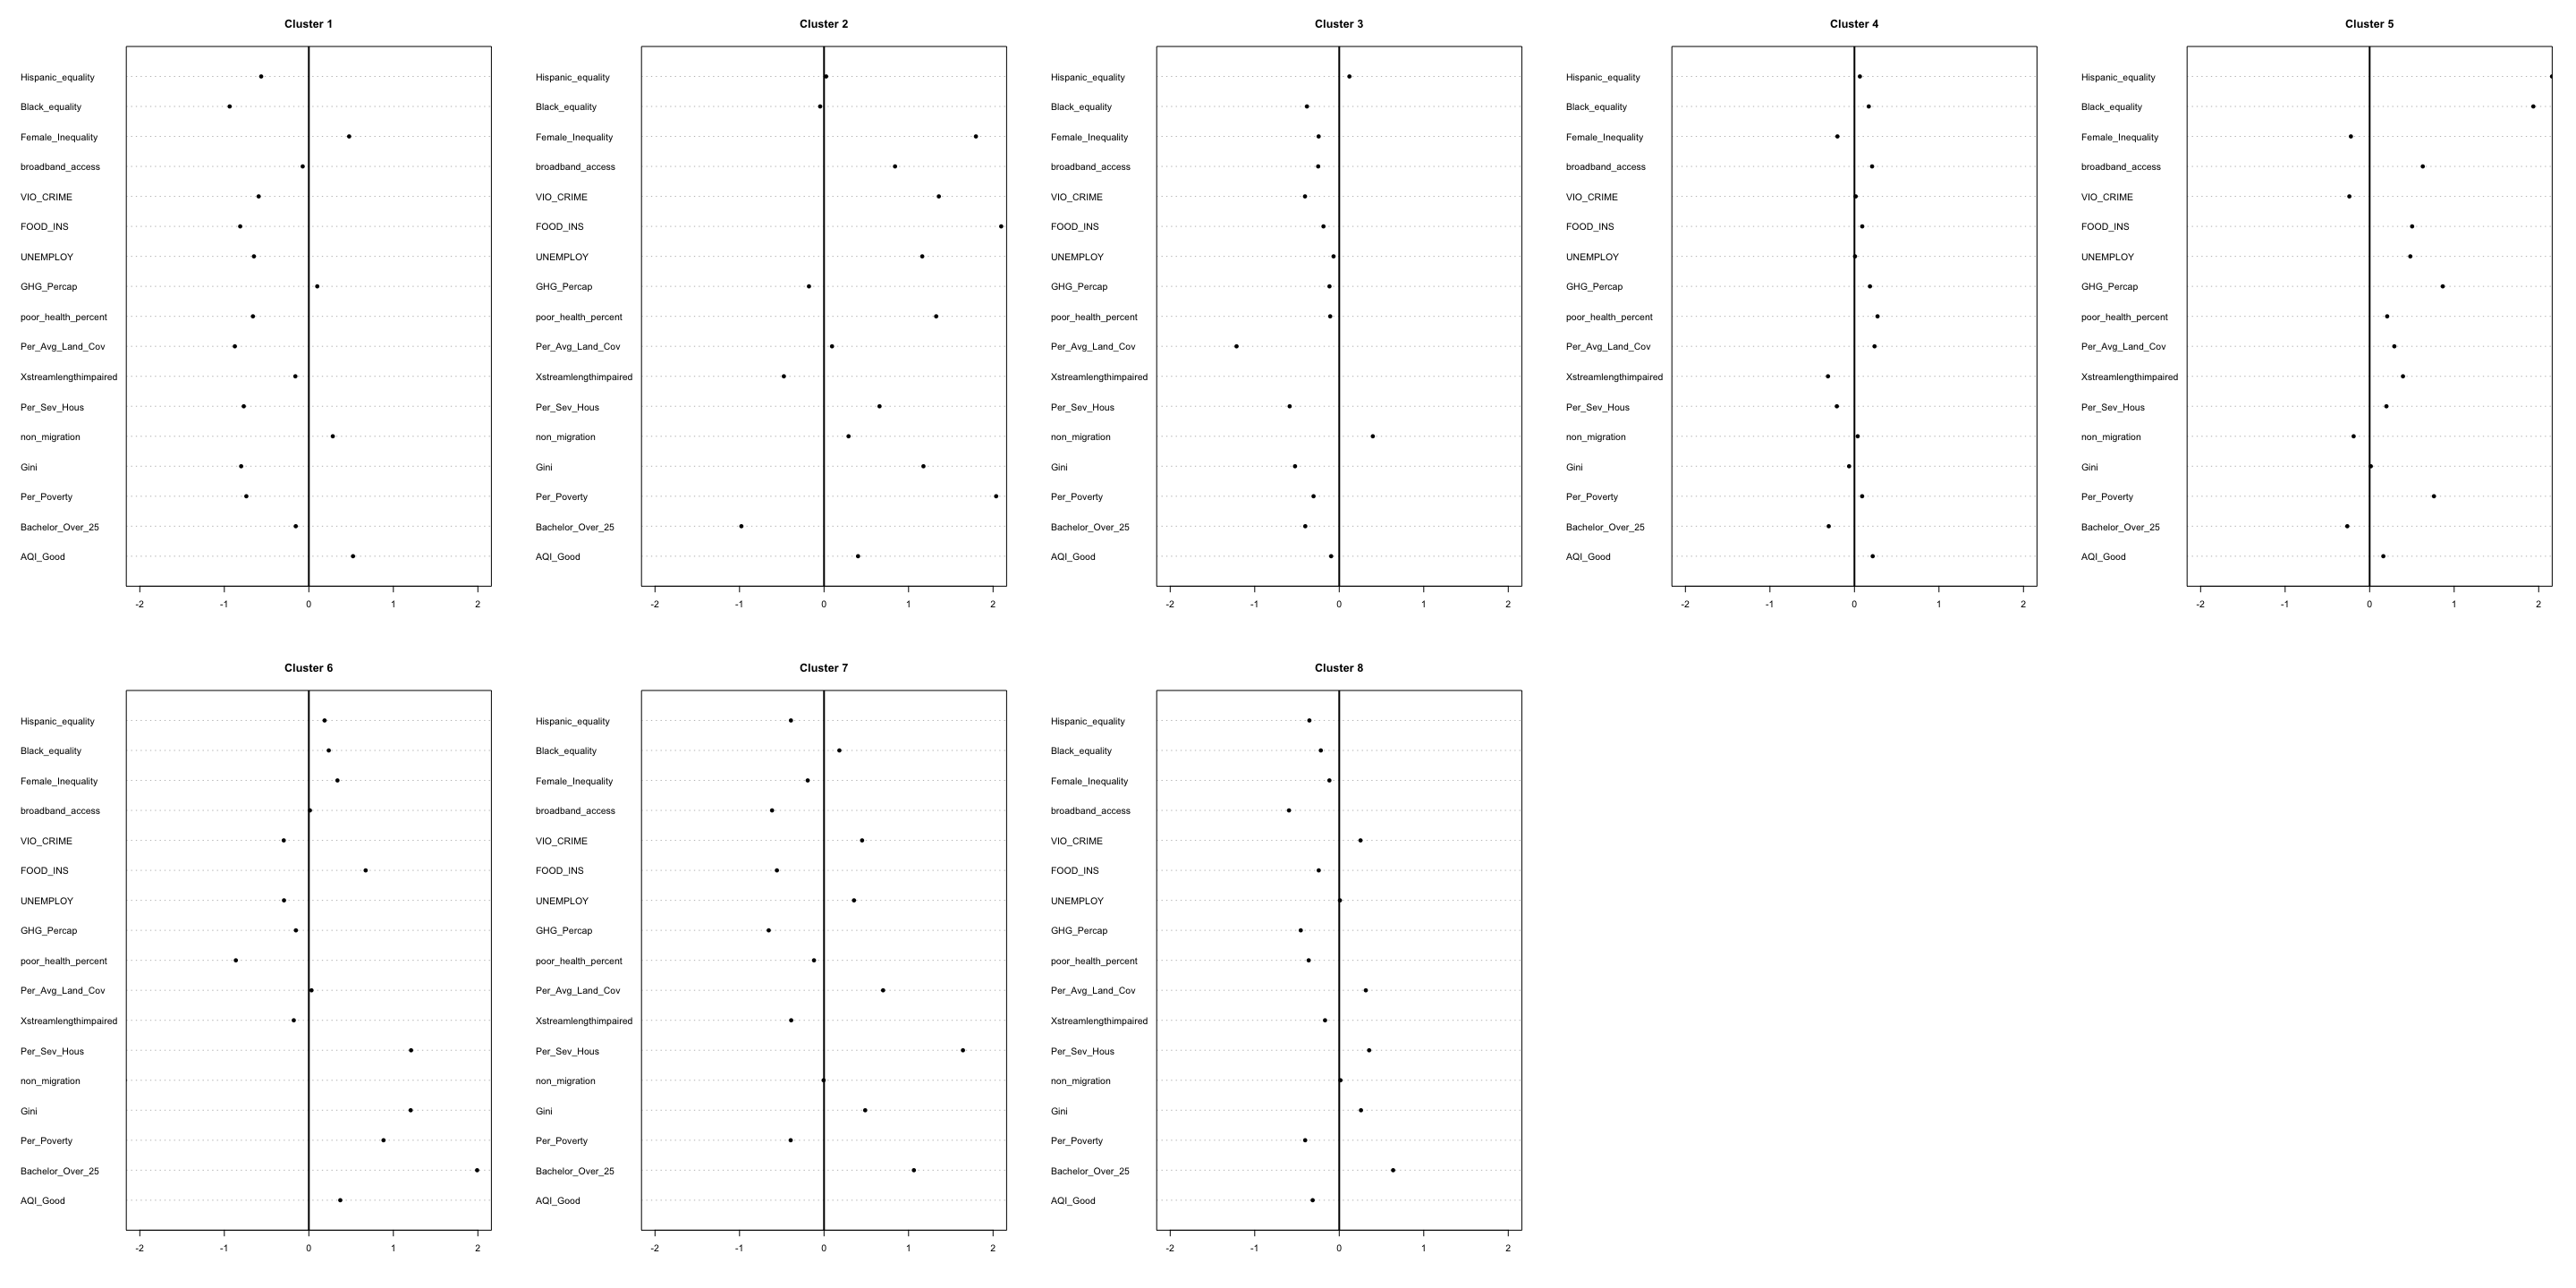 Cluster 1
Hispanic_equality
Black_equality
Female_Inequality
broadband_access
VIO_CRIME
FOOD_INS
UNEMPLOY
GHG_Percap
poor_health_percent
Per_Avg_Land_Cov
Xstreamlengthimpaired
Per_Sev_Hous
non_migration
Gini
Per_Poverty
Bachelor_Over_25
AQI_Good
-2 -1 0 1 2
Cluster 2
Hispanic_equality
Black_equality
Female_Inequality
broadband_access
VIO_CRIME
FOOD_INS
UNEMPLOY
GHG_Percap
poor_health_percent
Per_Avg_Land_Cov
Xstreamlengthimpaired
Per_Sev_Hous
non_migration
Gini
Per_Poverty
Bachelor_Over_25
AQI_Good
-2 -1 0 1 2
Cluster 3
Hispanic_equality
Black_equality
Female_Inequality
broadband_access
VIO_CRIME
FOOD_INS
UNEMPLOY
GHG_Percap
poor_health_percent
Per_Avg_Land_Cov
Xstreamlengthimpaired
Per_Sev_Hous
non_migration
Gini
Per_Poverty
Bachelor_Over_25
AQI_Good
-2 -1 0 1 2
Cluster 4
Hispanic_equality
Black_equality
Female_Inequality
broadband_access
VIO_CRIME
FOOD_INS
UNEMPLOY
GHG_Percap
poor_health_percent
Per_Avg_Land_Cov
Xstreamlengthimpaired
Per_Sev_Hous
non_migration
Gini
Per_Poverty
Bachelor_Over_25
AQI_Good
-2 -1 0 1 2
Cluster 5
Hispanic_equality
Black_equality
Female_Inequality
broadband_access
VIO_CRIME
FOOD_INS
UNEMPLOY
GHG_Percap
poor_health_percent
Per_Avg_Land_Cov
Xstreamlengthimpaired
Per_Sev_Hous
non_migration
Gini
Per_Poverty
Bachelor_Over_25
AQI_Good
-2 -1 0 1 2
Cluster 6
Hispanic_equality
Black_equality
Female_Inequality
broadband_access
VIO_CRIME
FOOD_INS
UNEMPLOY
GHG_Percap
poor_health_percent
Per_Avg_Land_Cov
Xstreamlengthimpaired
Per_Sev_Hous
non_migration
Gini
Per_Poverty
Bachelor_Over_25
AQI_Good
-2 -1 0 1 2
Cluster 7
Hispanic_equality
Black_equality
Female_Inequality
broadband_access
VIO_CRIME
FOOD_INS
UNEMPLOY
GHG_Percap
poor_health_percent
Per_Avg_Land_Cov
Xstreamlengthimpaired
Per_Sev_Hous
non_migration
Gini
Per_Poverty
Bachelor_Over_25
AQI_Good
-2 -1 0 1 2
Cluster 8
Hispanic_equality
Black_equality
Female_Inequality
broadband_access
VIO_CRIME
FOOD_INS
UNEMPLOY
GHG_Percap
poor_health_percent
Per_Avg_Land_Cov
Xstreamlengthimpaired
Per_Sev_Hous
non_migration
Gini
Per_Poverty
Bachelor_Over_25
AQI_Good
-2 -1 0 1 2